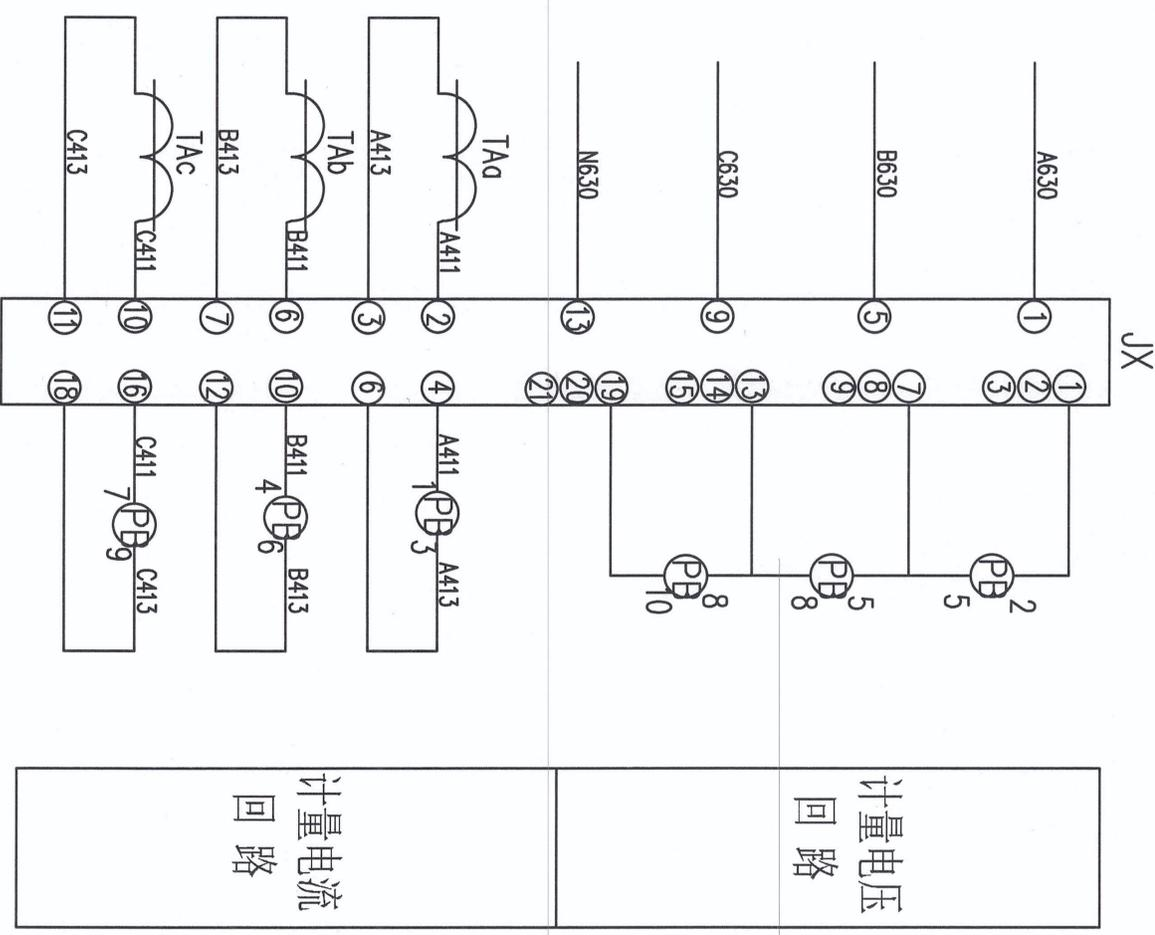 JX
1
A630 1 2
2
3
PB
5
7
B630 5 8
计量电压
5
9
PB
回路
8
13
C630 9 14
8
15
PB
10
19
N630 13 20
21
TAa
A411 2 4 A411 1 PB 3 A413
A413 3 6
TAb
计量电流
B411 6 10 B411 4 PB 6 B413
回路
B413 7 12
TAc
C411 10 16 C411 7 PB 9 C413
C413 11 18